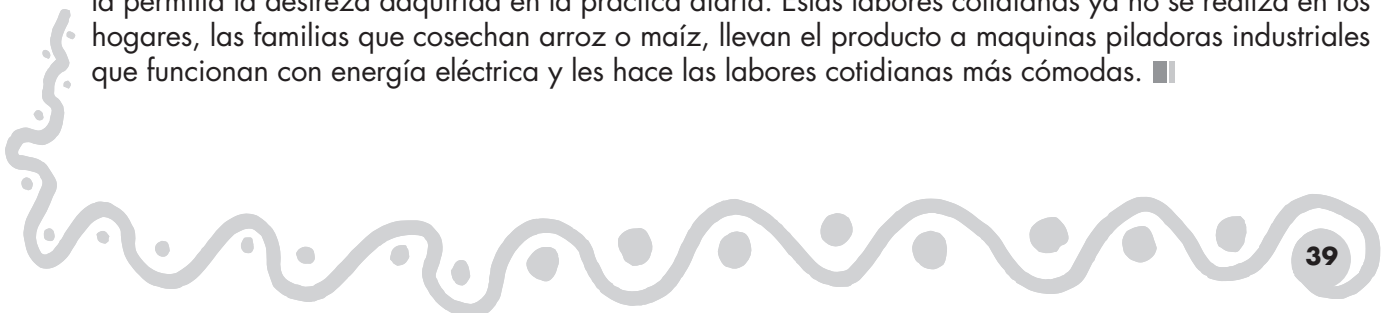 la permitía la destreza adquirida en la práctica diaria. Estas labores cotidianas ya no se realiza en los
hogares, las familias que cosechan arroz o maíz, llevan el producto a maquinas piladoras industriales
que funcionan con energía eléctrica y les hace las labores cotidianas más cómodas.
39